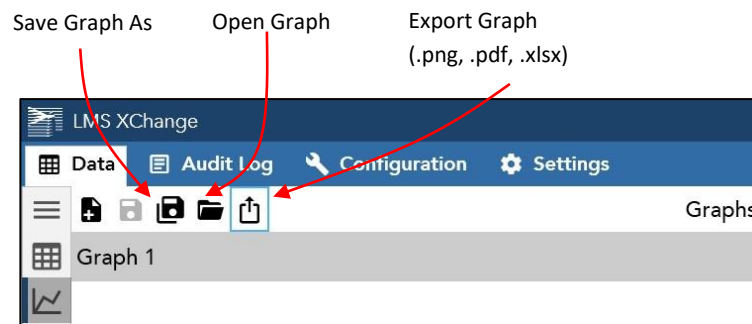 Save Graph As Open Graph Export Graph
(.png, .pdf, .xlsx)
LMS XChange
Data Audit Log Configuration Settings
Graphs
Graph 1